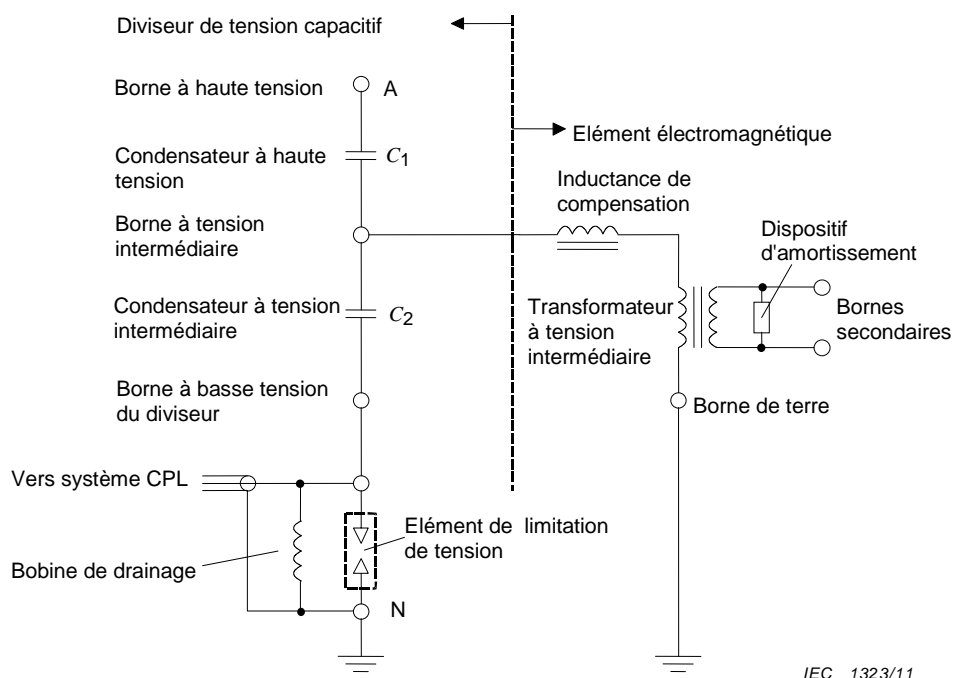 Diviseur de tension capacitif
Borne à haute tension
A
Elément électromagnétique
Condensateur à haute
tension
C1
Inductance de
compensation
Borne à tension
intermédiaire
Dispositif
d'amortissement
Condensateur à tension
intermédiaire
C2
Transformateur
à tension
intermédiaire
Bornes
secondaires
Borne à basse tension
du diviseur
Borne de terre
Vers système CPL
Elément de limitation
de tension
Bobine de drainage
N
IEC 1323/11